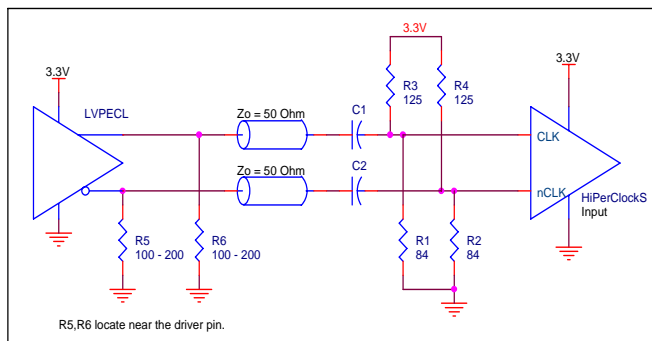 3.3V
3.3V
3.3V
LVPECL
R3
125
R4
125
Zo = 50 Ohm
C1
CLK
Zo = 50 Ohm
C2
nCLK
HiPerClockS
Input
R5
100 - 200
R6
100 - 200
R1
84
R2
84
R5,R6 locate near the driver pin.